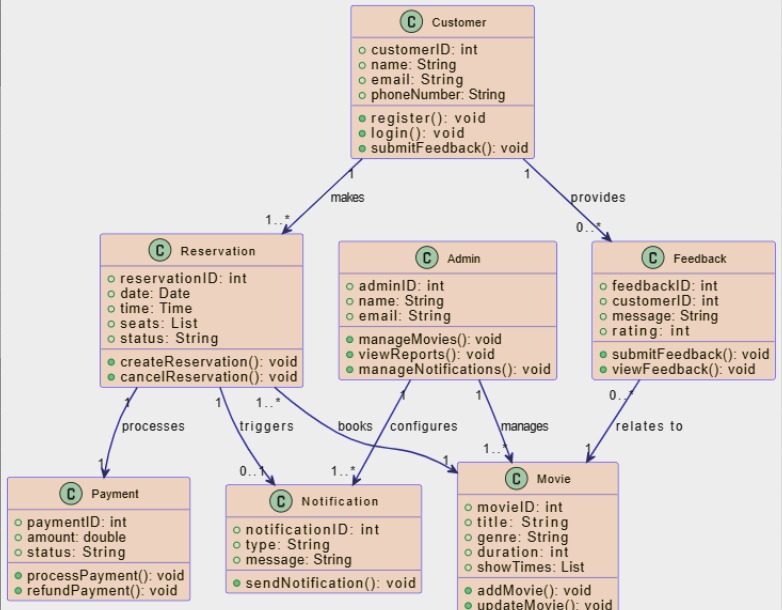 C Customer
customerID: int
name: String
email: String
phoneNumber: String
register(): void
login(): void
submitFeedback(): void
1
1
makes
provides
1..*
0..*
C Reservation
reservationID: int
date: Date
time: Time
seats: List
status: String
createReservation(): void
cancelReservation(): void
C Admin
adminID: int
name: String
email: String
manageMovies(): void
viewReports(): void
manageNotifications(): void
C Feedback
feedbackID: int
customerID: int
message: String
rating: int
submitFeedback(): void
viewFeedback(): void
1
1
1..*
1
1
0..*
processes
triggers
books
configures
manages
relates to
1
0..1
1..*
1
1..*
1
C Payment
paymentID: int
amount: double
status: String
processPayment(): void
refundPayment(): void
C Notification
notificationID: int
type: String
message: String
sendNotification(): void
C Movie
movieID: int
title: String
genre: String
duration: int
showTimes: List
addMovie(): void
updateMovie(): void